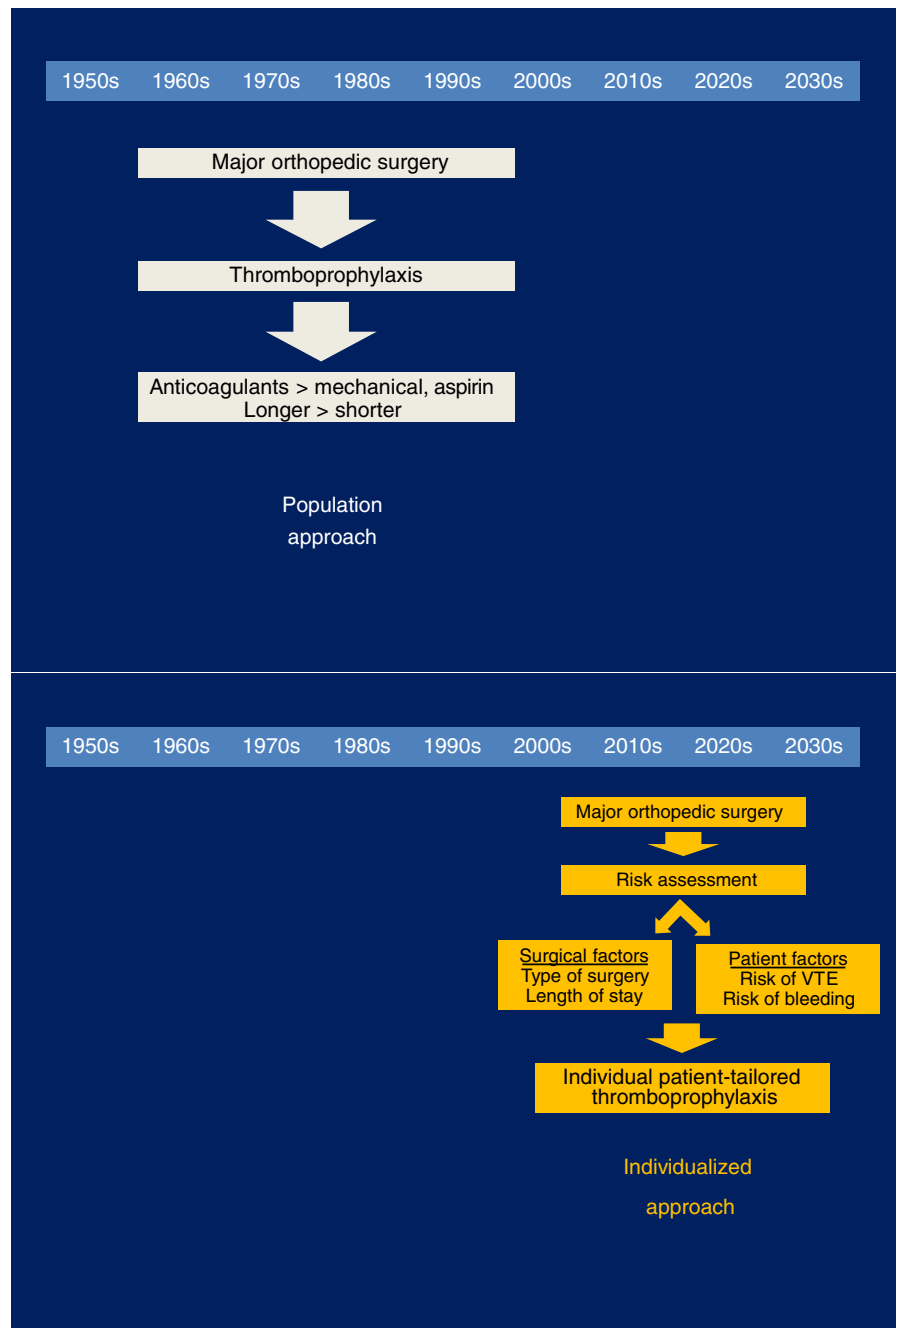 1950s 1960s 1970s 1980s 1990s 2000s 2010s 2020s 2030s
Major orthopedic surgery
Thromboprophylaxis
Anticoagulants > mechanical, aspirin
Longer > shorter
Population
approach
1950s 1960s 1970s 1980s 1990s 2000s 2010s 2020s 2030s
Major orthopedic surgery
Risk assessment
Surgical factors
Type of surgery
Length of stay
Patient factors
Risk of VTE
Risk of bleeding
Individual patient-tailored
thromboprophylaxis
Individualized
approach